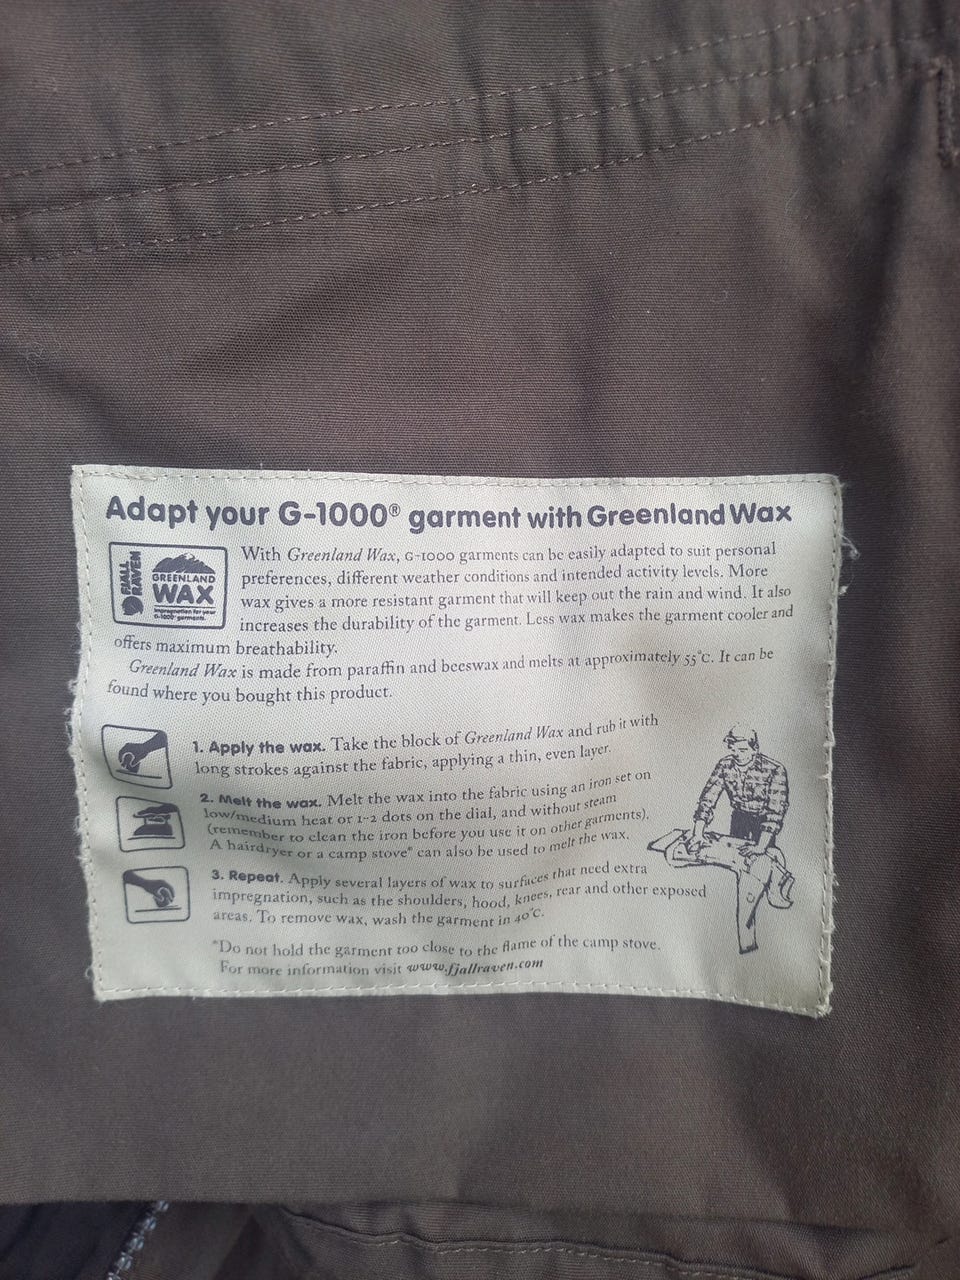 Adapt your G-1000® garment with Greenland Wax
FJÄLL
RÄVEN
GREENLAND
WAX
impregnation for your
G-1000® garments.
With Greenland Wax, G-1000 garments can be easily adapted to suit personal
preferences, different weather conditions and intended activity levels. More
wax gives a more resistant garment that will keep out the rain and wind. It also
increases the durability of the garment. Less wax makes the garment cooler and
offers maximum breathability.
Greenland Wax is made from paraffin and beeswax and melts at approximately 55°C. It can be
found where you bought this product.
1. Apply the wax. Take the block of Greenland Wax and rub it with
long strokes against the fabric, applying a thin, even layer.
2. Melt the wax. Melt the wax into the fabric using an iron set on
low/medium heat or 1-2 dots on the dial, and without steam
(remember to clean the iron before you use it on other garments).
A hairdryer or a camp stove* can also be used to melt the wax.
3. Repeat. Apply several layers of wax to surfaces that need extra
impregnation, such as the shoulders, hood, knees, rear and other exposed
areas. To remove wax, wash the garment in 40°C.
*Do not hold the garment too close to the flame of the camp stove.
For more information visit www.fjallraven.com